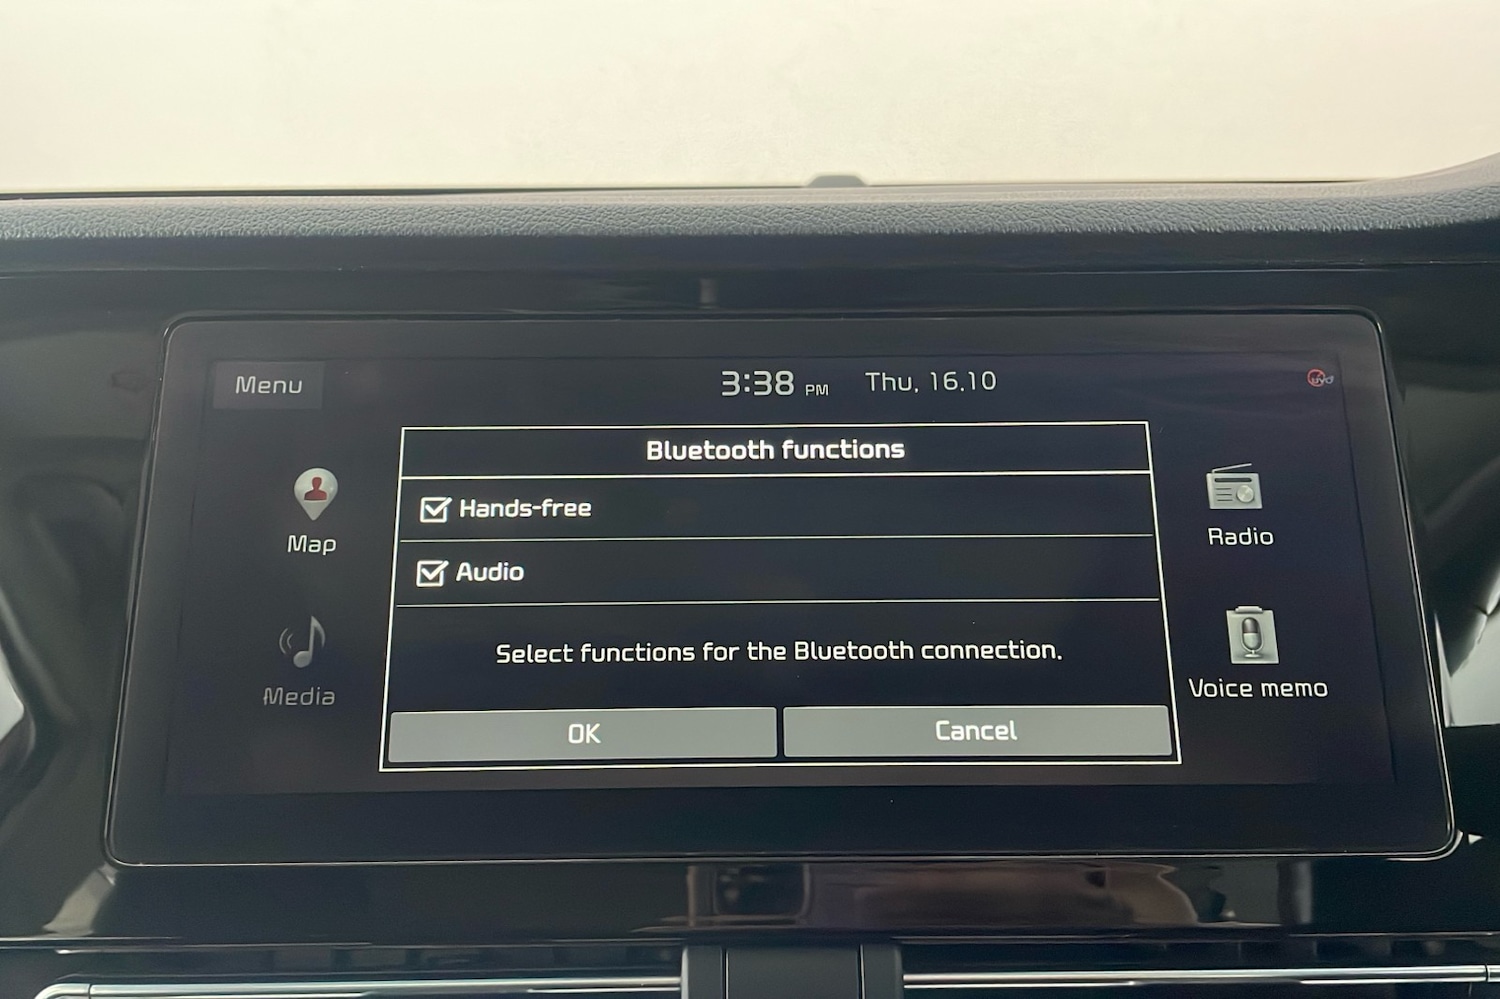 Menu
3:38 PM Thu, 16.10
UVO
Bluetooth functions
Hands-free
Audio
Select functions for the Bluetooth connection.
OK
Cancel
Map
Media
Radio
Voice memo